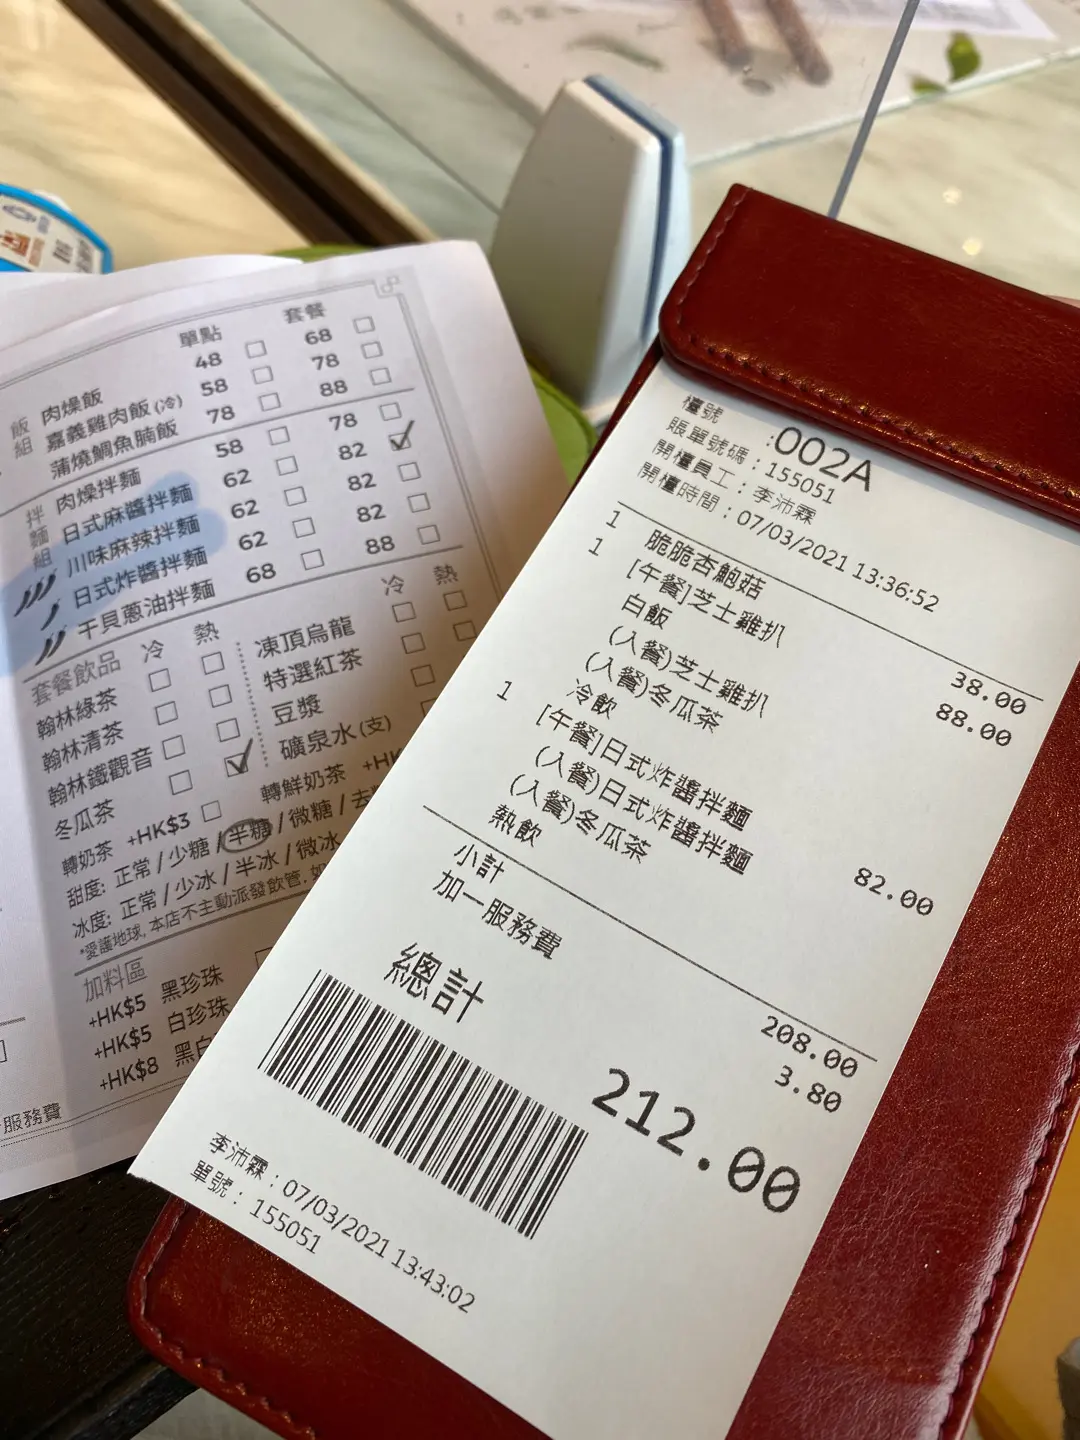 單點 套餐
飯組
肉燥飯 48 □ 68 □
嘉義雞肉飯(冷) 58 □ 78 □
蒲燒鯛魚腩飯 78 □ 88 □
拌麵組
肉燥拌麵 58 □ 78 ☑
日式麻醬拌麵 62 □ 82 □
川味麻辣拌麵 62 □ 82 □
日式炸醬拌麵 62 □ 82 □
干貝蔥油拌麵 68 □ 88 □
套餐飲品 冷 熱
翰林綠茶 □ □
翰林清茶 □ □
翰林鐵觀音 □ □
冬瓜茶 □ ☑
冷 熱
凍頂烏龍 □ □
特選紅茶 □ □
豆漿 □
礦泉水(支)
轉奶茶 +HK$3 □
轉鮮奶茶 +HK
甜度: 正常 / 少糖 / 半糖 / 微糖 / 去
冰度: 正常 / 少冰 / 半冰 / 微冰
*愛護地球, 本店不主動派發飲管,
加料區
+HK$5 黑珍珠
+HK$5 白珍珠
+HK$8 黑白
服務費
檯號 :002A
賬單號碼：155051
開檯員工：李沛霖
開檯時間：07/03/2021 13:36:52
1 脆脆杏鮑菇 38.00
1 [午餐]芝士雞扒 88.00
白飯
(入餐)芝士雞扒
(入餐)冬瓜茶
冷飲
1 [午餐]日式炸醬拌麵 82.00
(入餐)日式炸醬拌麵
(入餐)冬瓜茶
熱飲
小計 208.00
加一服務費 3.80
總計 212.00
李沛霖：07/03/2021 13:43:02
單號： 155051